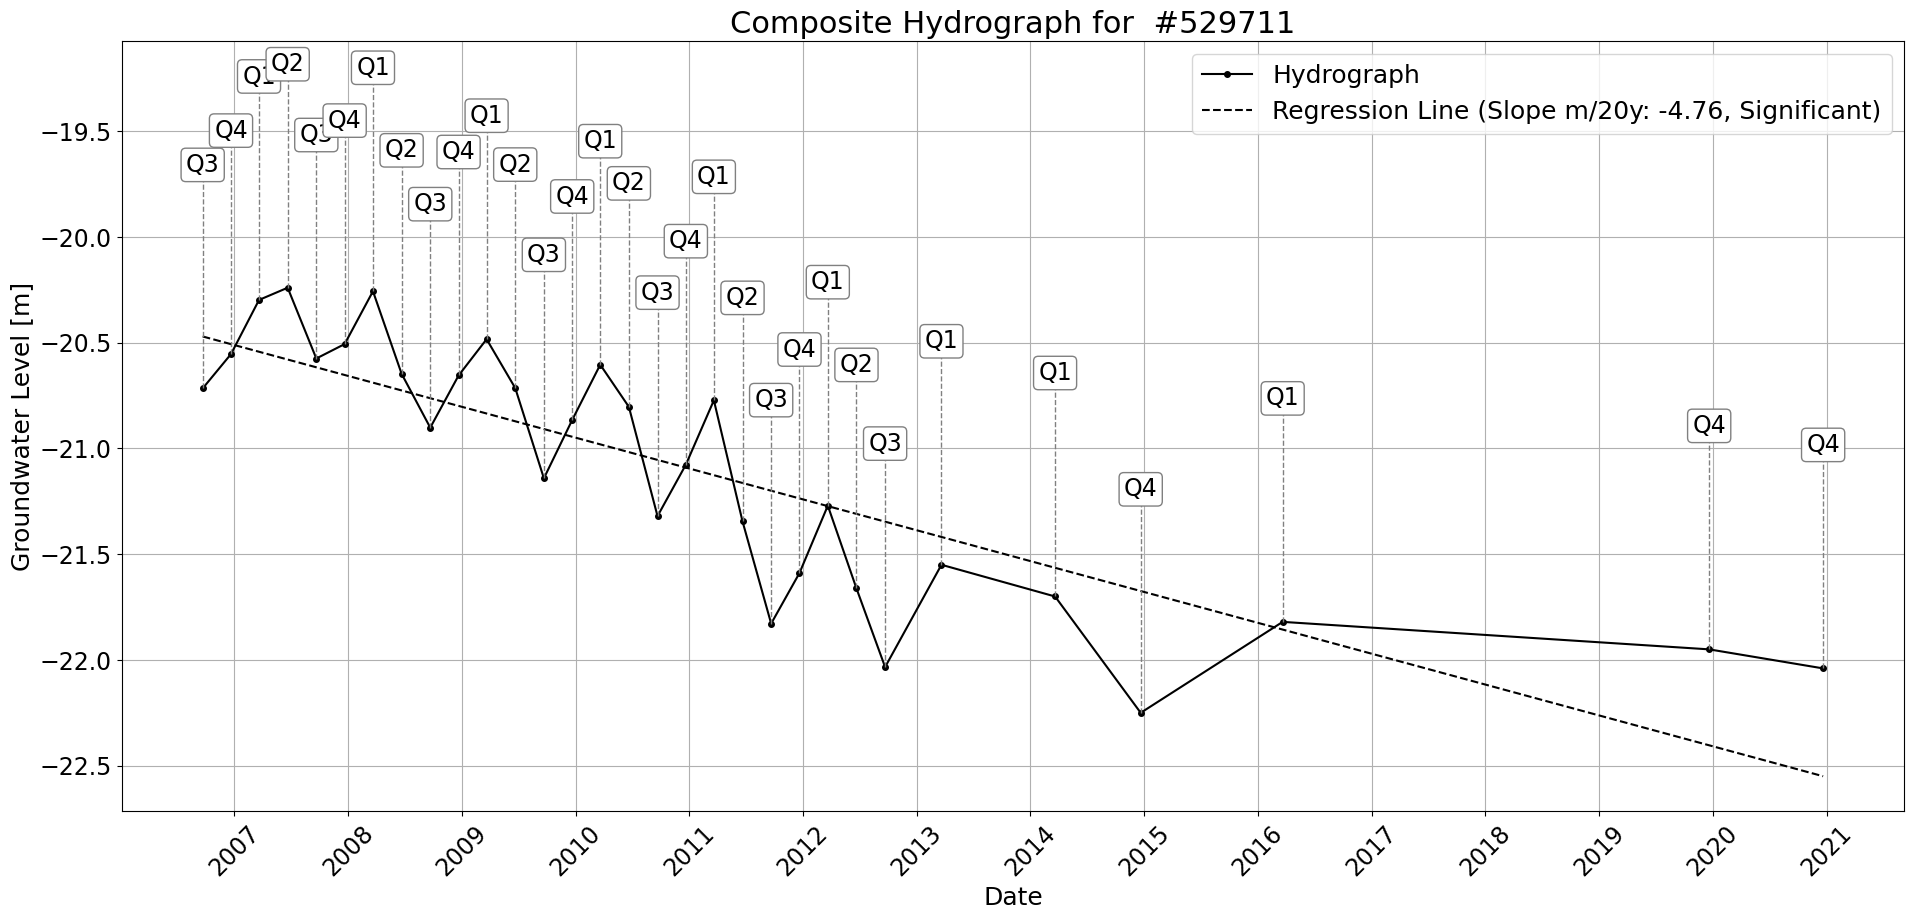 Composite Hydrograph for  #529711
Hydrograph
Regression Line (Slope m/20y: -4.76, Significant)
Groundwater Level [m]
−19.5
−20.0
−20.5
−21.0
−21.5
−22.0
−22.5
Q3
Q4
Q1
Q2
Q3
Q4
Q1
Q2
Q3
Q4
Q1
Q2
Q3
Q4
Q1
Q2
Q3
Q4
Q1
Q2
Q3
Q4
Q1
Q2
Q3
Q1
Q1
Q4
Q1
Q4
Q4
2007
2008
2009
2010
2011
2012
2013
2014
2015
2016
2017
2018
2019
2020
2021
Date